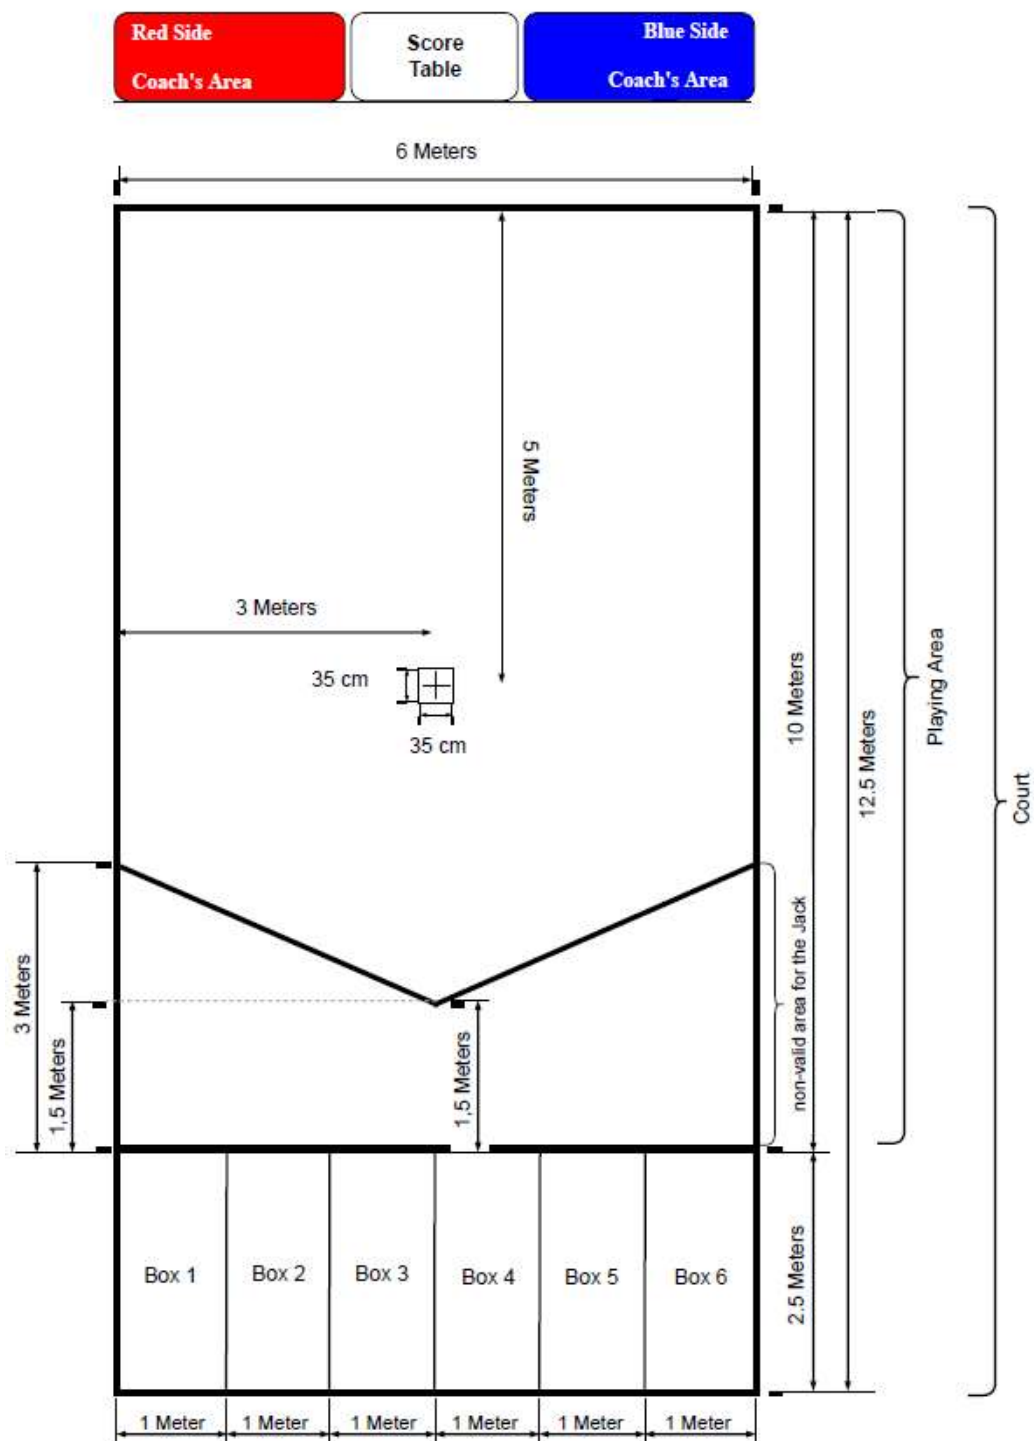 Red Side
Coach's Area
Score
Table
Blue Side
Coach's Area
6 Meters
5 Meters
3 Meters
35 cm
35 cm
10 Meters
12.5 Meters
Playing Area
Court
3 Meters
1,5 Meters
1,5 Meters
non-valid area for the Jack
2.5 Meters
Box 1
Box 2
Box 3
Box 4
Box 5
Box 6
1 Meter
1 Meter
1 Meter
1 Meter
1 Meter
1 Meter